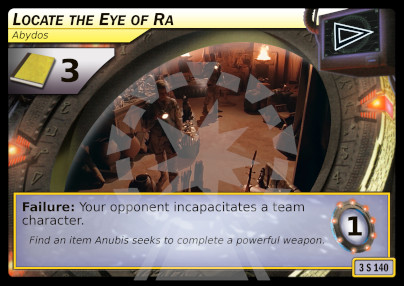 LOCATE THE EYE OF RA
Abydos
3
Failure: Your opponent incapacitates a team
character.
1
Find an item Anubis seeks to complete a powerful weapon.
3 S 140